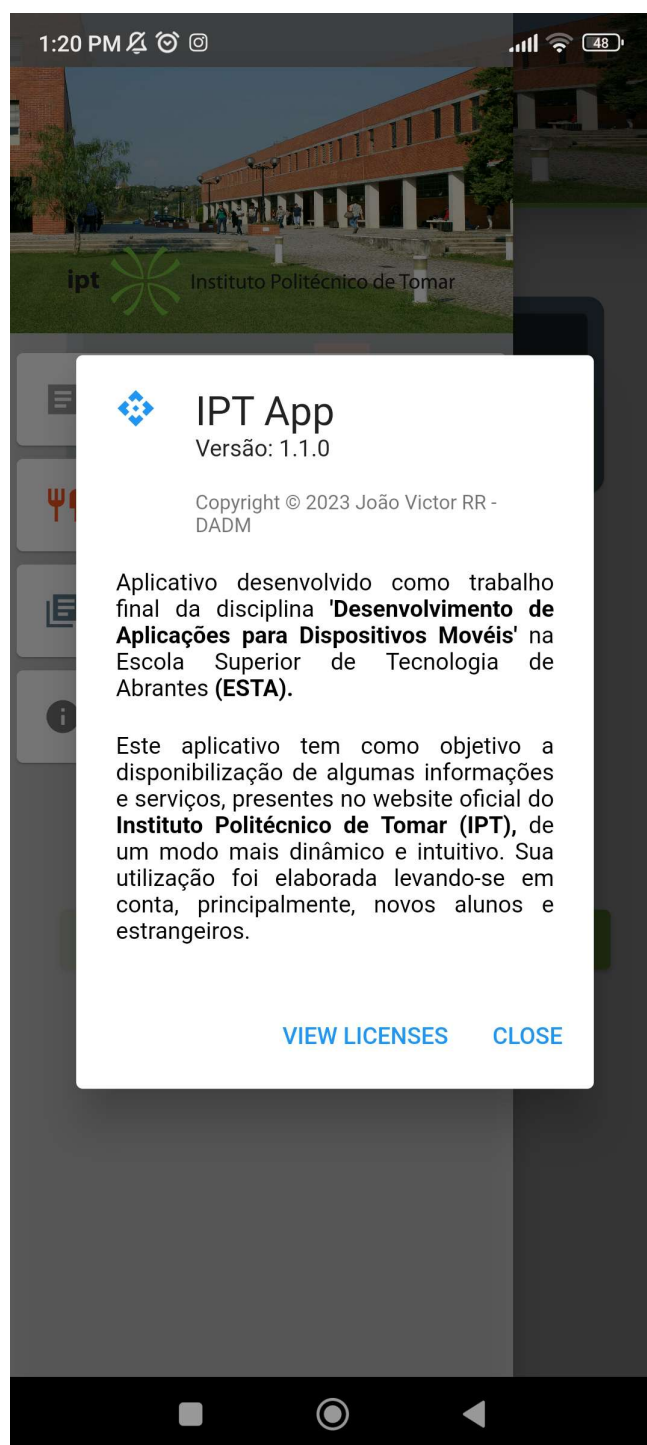 1:20 PM
48
ipt Instituto Politécnico de Tomar
IPT App
Versão: 1.1.0
Copyright © 2023 João Victor RR -
DADM
Aplicativo desenvolvido como trabalho
final da disciplina 'Desenvolvimento de
Aplicações para Dispositivos Movéis' na
Escola Superior de Tecnologia de
Abrantes (ESTA).
Este aplicativo tem como objetivo a
disponibilização de algumas informações
e serviços, presentes no website oficial do
Instituto Politécnico de Tomar (IPT), de
um modo mais dinâmico e intuitivo. Sua
utilização foi elaborada levando-se em
conta, principalmente, novos alunos e
estrangeiros.
VIEW LICENSES CLOSE